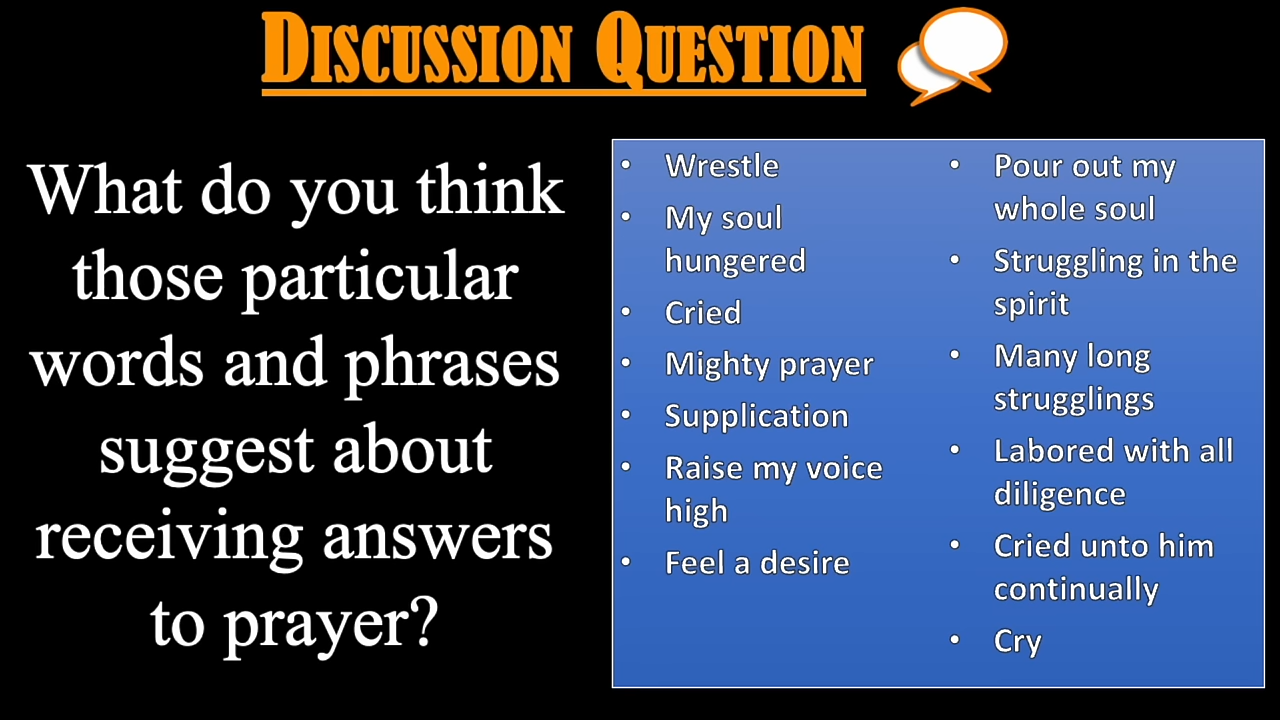 DISCUSSION QUESTION
What do you think
those particular
words and phrases
suggest about
receiving answers
to prayer?
• Wrestle
• My soul
hungered
• Cried
• Mighty prayer
• Supplication
• Raise my voice
high
• Feel a desire
• Pour out my
whole soul
• Struggling in the
spirit
• Many long
strugglings
• Labored with all
diligence
• Cried unto him
continually
• Cry